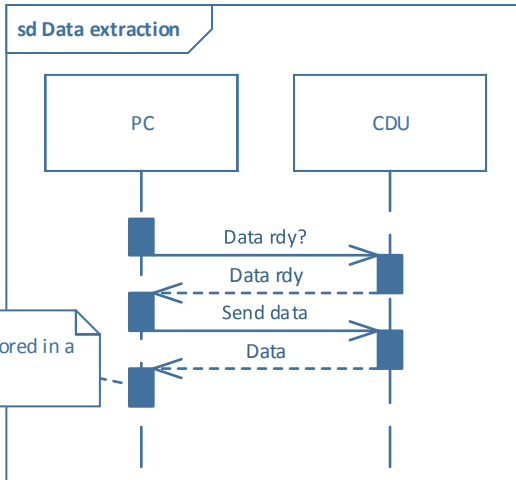 sd Data extraction
PC
CDU
Data rdy?
Data rdy
Send data
ored in a
Data